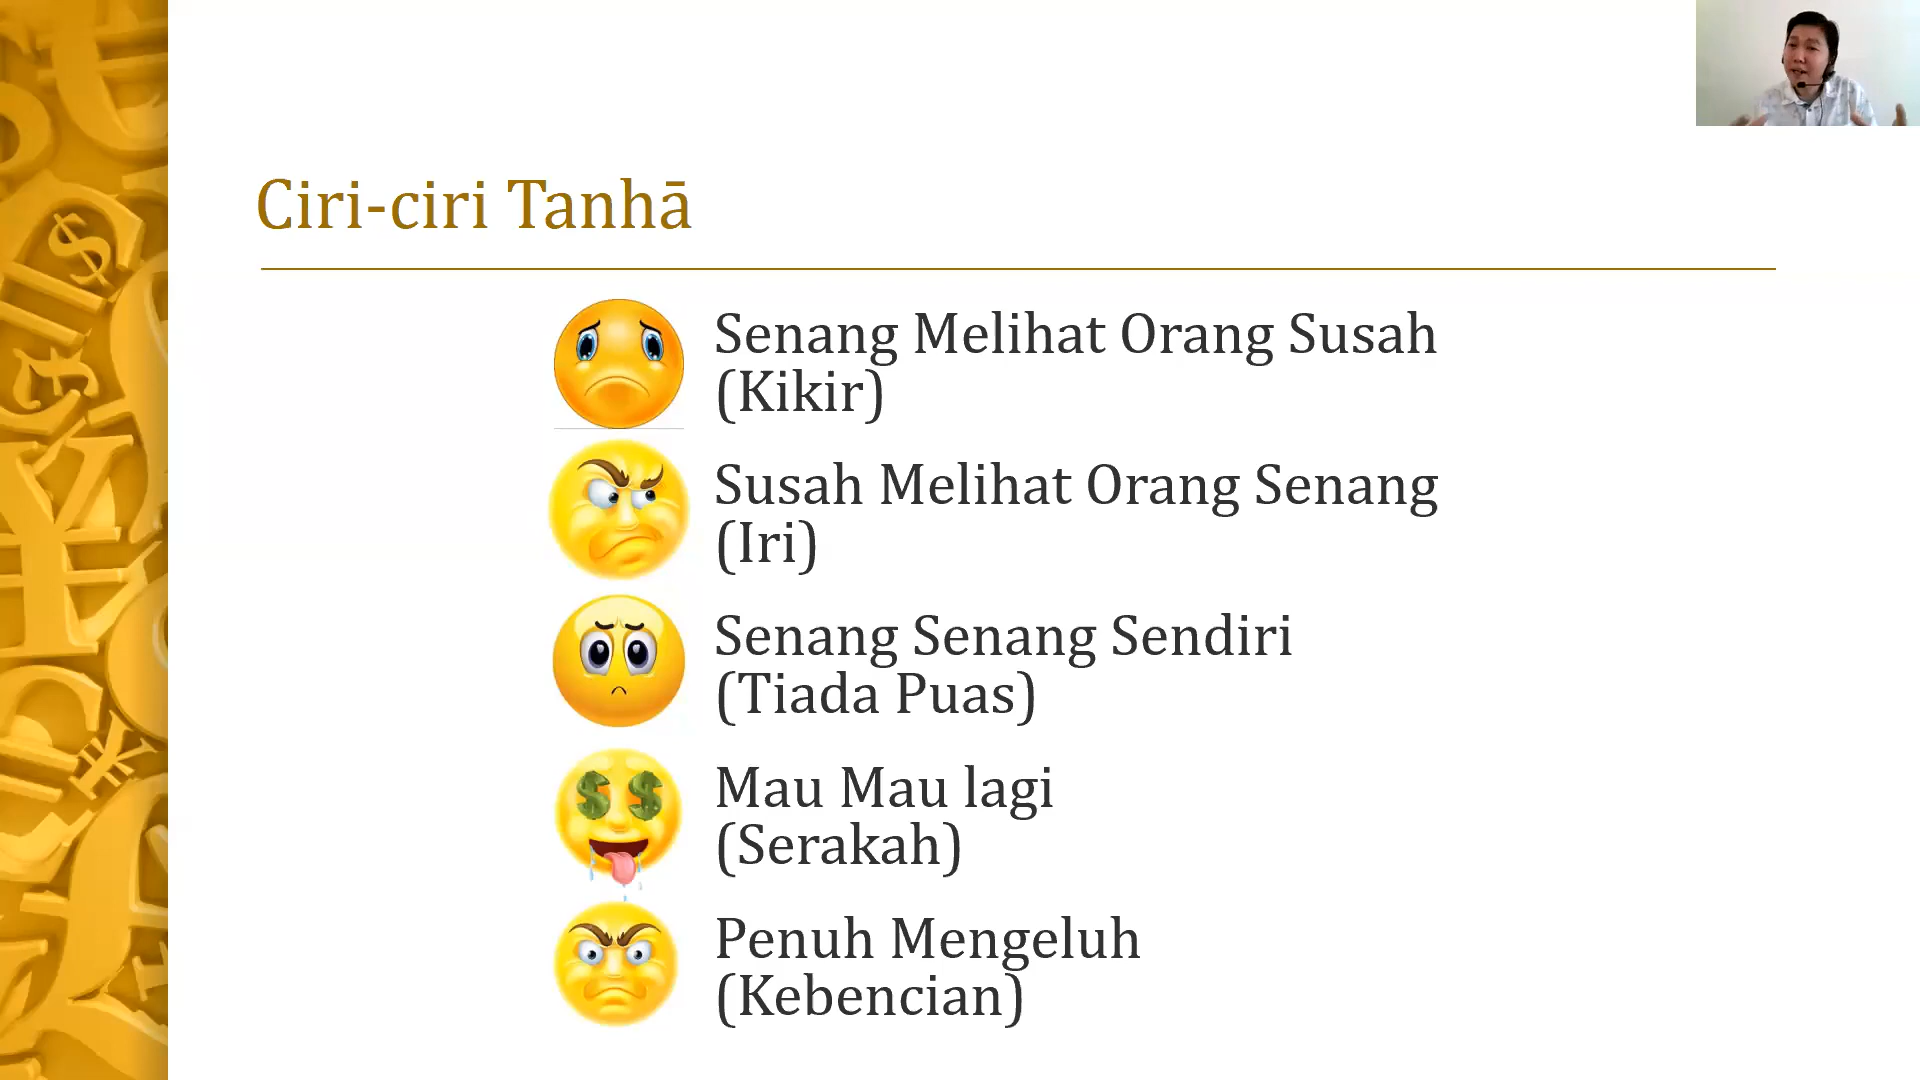 Ciri-ciri Tanhā
Senang Melihat Orang Susah
(Kikir)
Susah Melihat Orang Senang
(Iri)
Senang Senang Sendiri
(Tiada Puas)
Mau Mau lagi
(Serakah)
Penuh Mengeluh
(Kebencian)